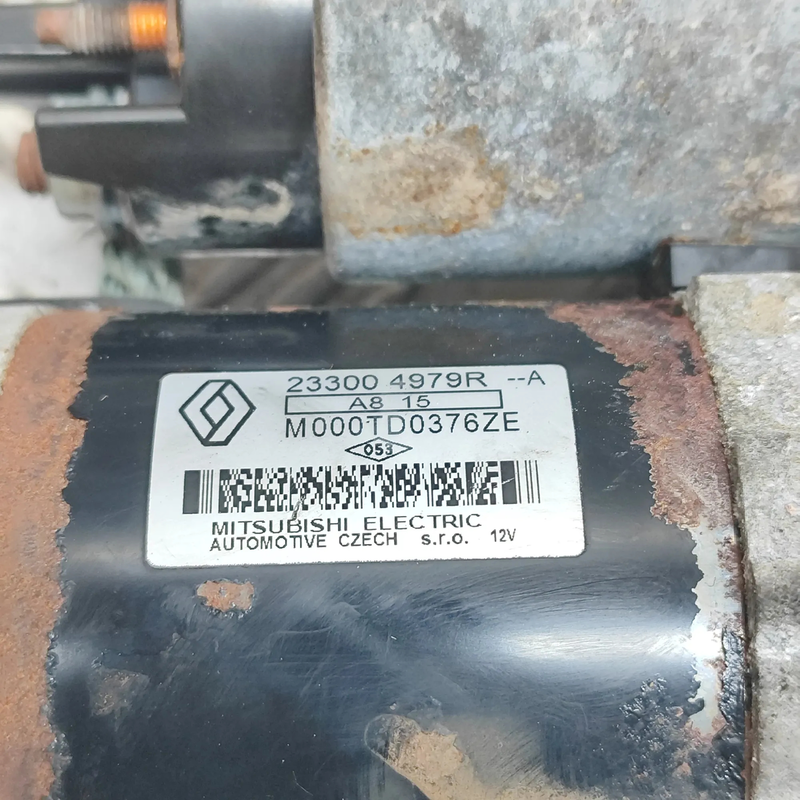 23300 4979R --A
A8 15
M000TD0376ZE
053
MITSUBISHI ELECTRIC
AUTOMOTIVE CZECH s.r.o. 12V